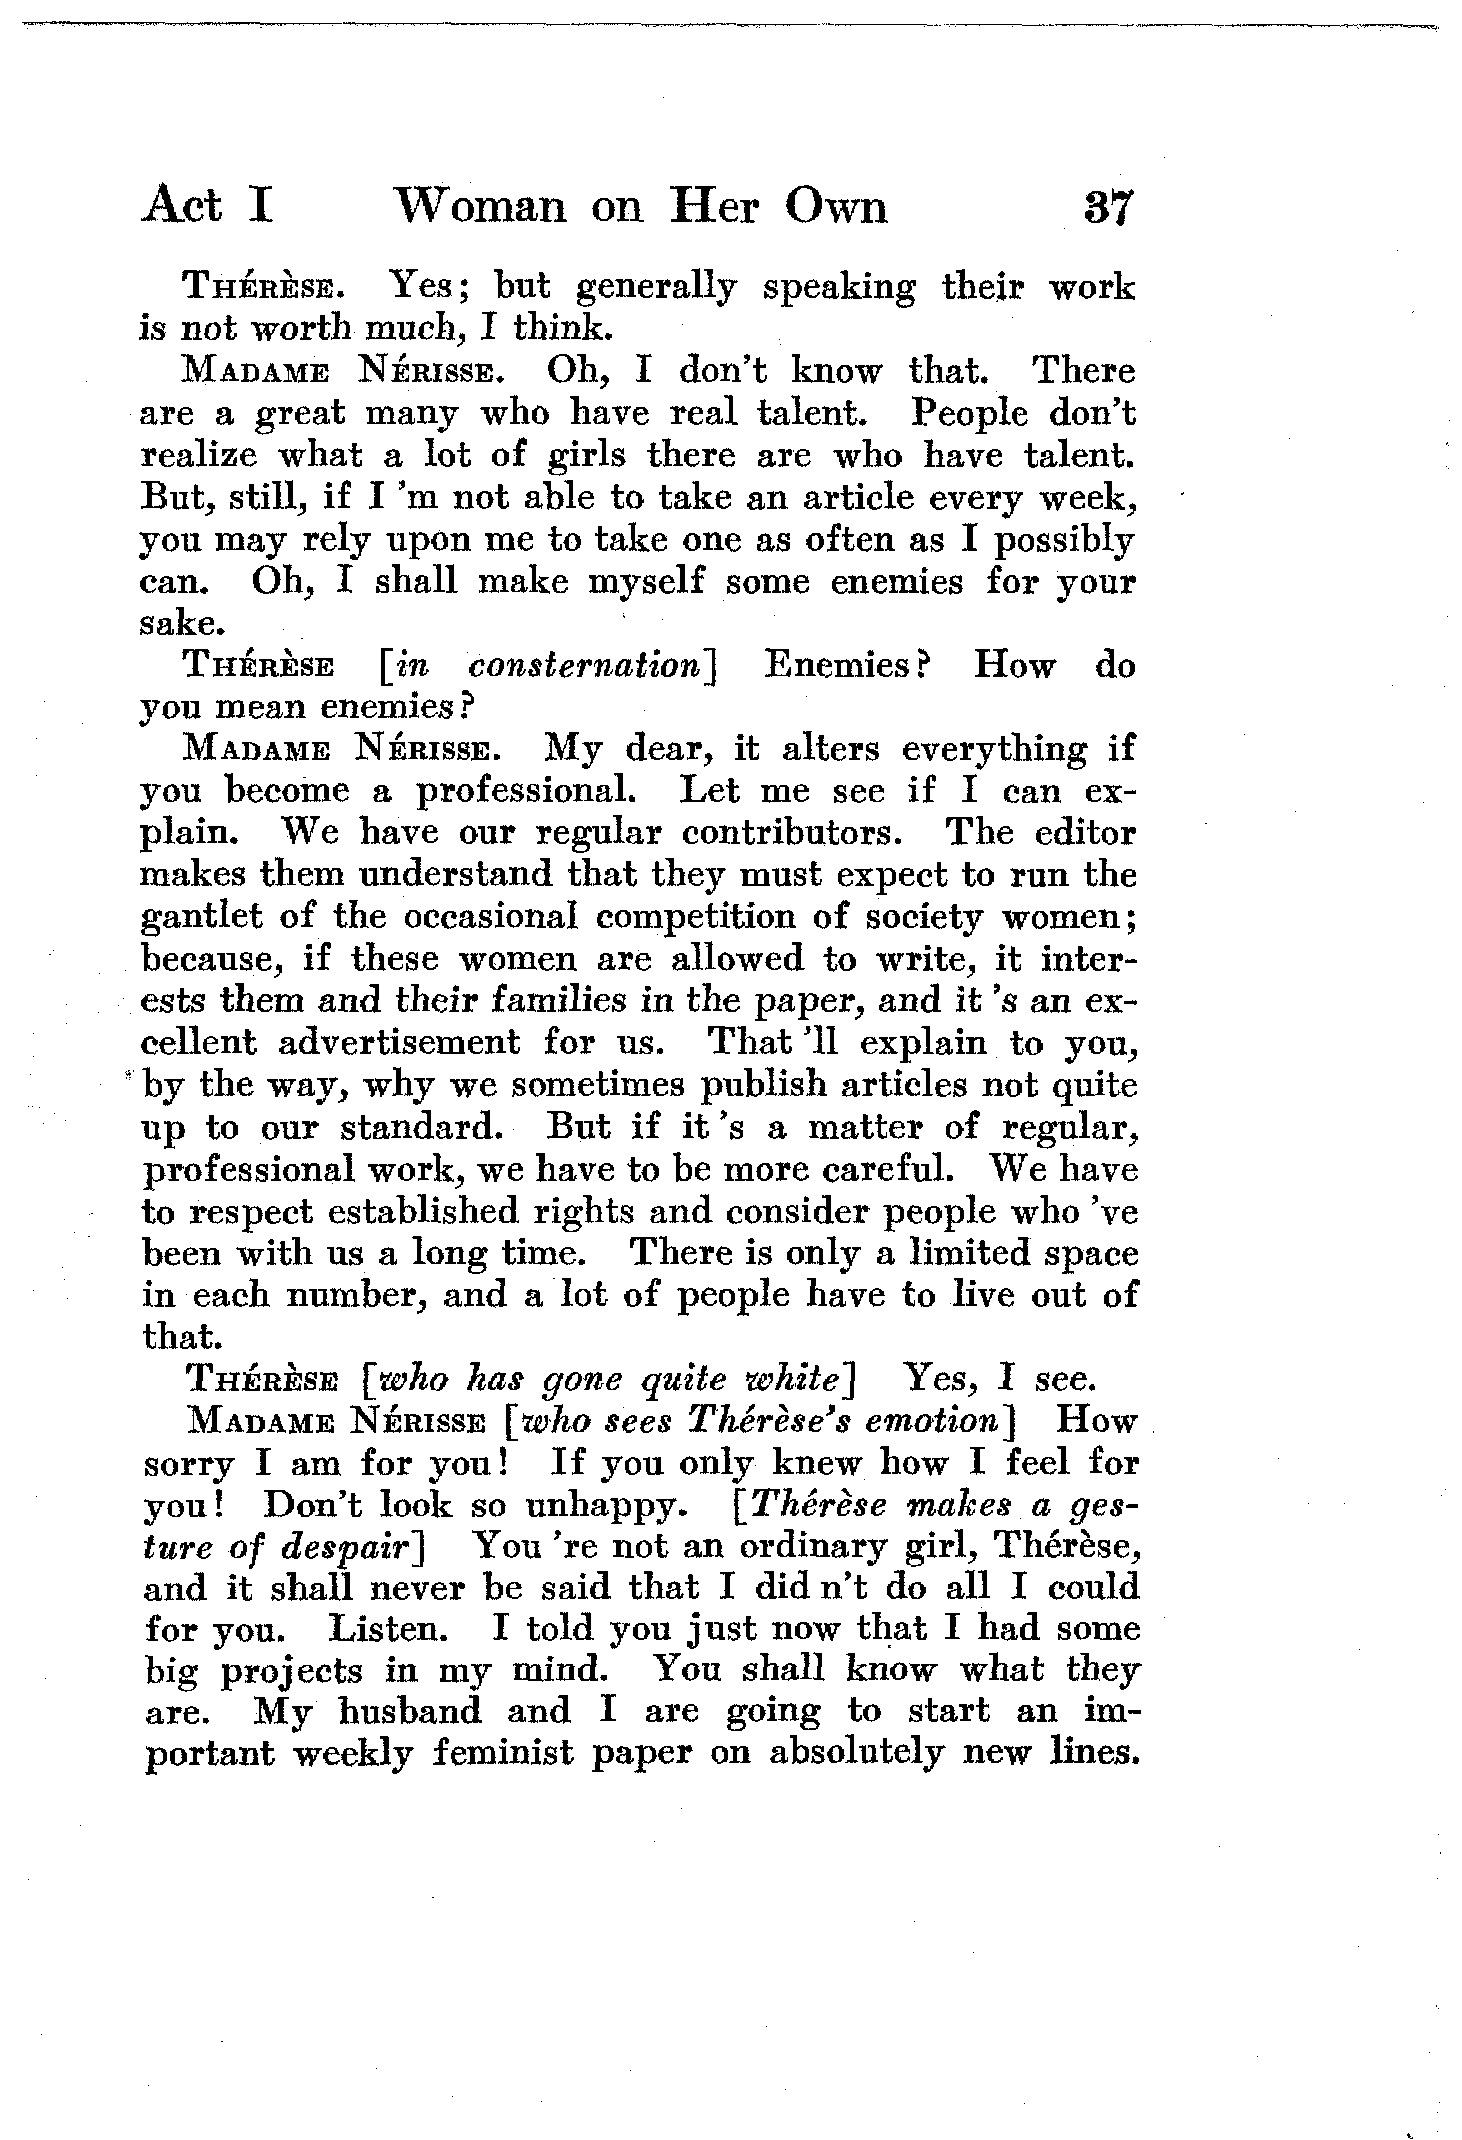 Act I Woman on Her Own 37
THÉRÈSE. Yes; but generally speaking their work
is not worth much, I think.
MADAME NÉRISSE. Oh, I don't know that. There
are a great many who have real talent. People don't
realize what a lot of girls there are who have talent.
But, still, if I 'm not able to take an article every week,
you may rely upon me to take one as often as I possibly
can. Oh, I shall make myself some enemies for your
sake.
THÉRÈSE [in consternation] Enemies? How do
you mean enemies?
MADAME NÉRISSE. My dear, it alters everything if
you become a professional. Let me see if I can ex-
plain. We have our regular contributors. The editor
makes them understand that they must expect to run the
gantlet of the occasional competition of society women;
because, if these women are allowed to write, it inter-
ests them and their families in the paper, and it 's an ex-
cellent advertisement for us. That 'll explain to you,
by the way, why we sometimes publish articles not quite
up to our standard. But if it 's a matter of regular,
professional work, we have to be more careful. We have
to respect established rights and consider people who 've
been with us a long time. There is only a limited space
in each number, and a lot of people have to live out of
that.
THÉRÈSE [who has gone quite white] Yes, I see.
MADAME NÉRISSE [who sees Thérèse's emotion] How
sorry I am for you! If you only knew how I feel for
you! Don't look so unhappy. [Thérèse makes a ges-
ture of despair] You 're not an ordinary girl, Thérèse,
and it shall never be said that I did n't do all I could
for you. Listen. I told you just now that I had some
big projects in my mind. You shall know what they
are. My husband and I are going to start an im-
portant weekly feminist paper on absolutely new lines.